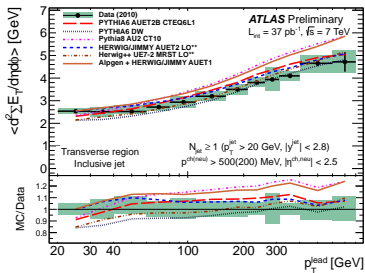 <d²ΣE_T/dηdφ> [GeV]
5
4
3
2
1
0
Data (2010)
PYTHIA6 AUET2B CTEQ6L1
PYTHIA6 DW
Pythia8 AU2 CT10
HERWIG/JIMMY AUET2 LO**
Herwig++ UE7-2 MRST LO**
Alpgen + HERWIG/JIMMY AUET1
ATLAS Preliminary
L_int = 37 pb⁻¹, √s = 7 TeV
Transverse region
Inclusive jet
N_jet ≥ 1 (p_T^jet > 20 GeV, |y^jet| < 2.8)
p^ch(neu) > 500(200) MeV, |η^ch,neu| < 2.5
MC/Data
1.2
1.1
1.0
0.9
0.8
20 30 40 100 200 300
p_T^lead [GeV]